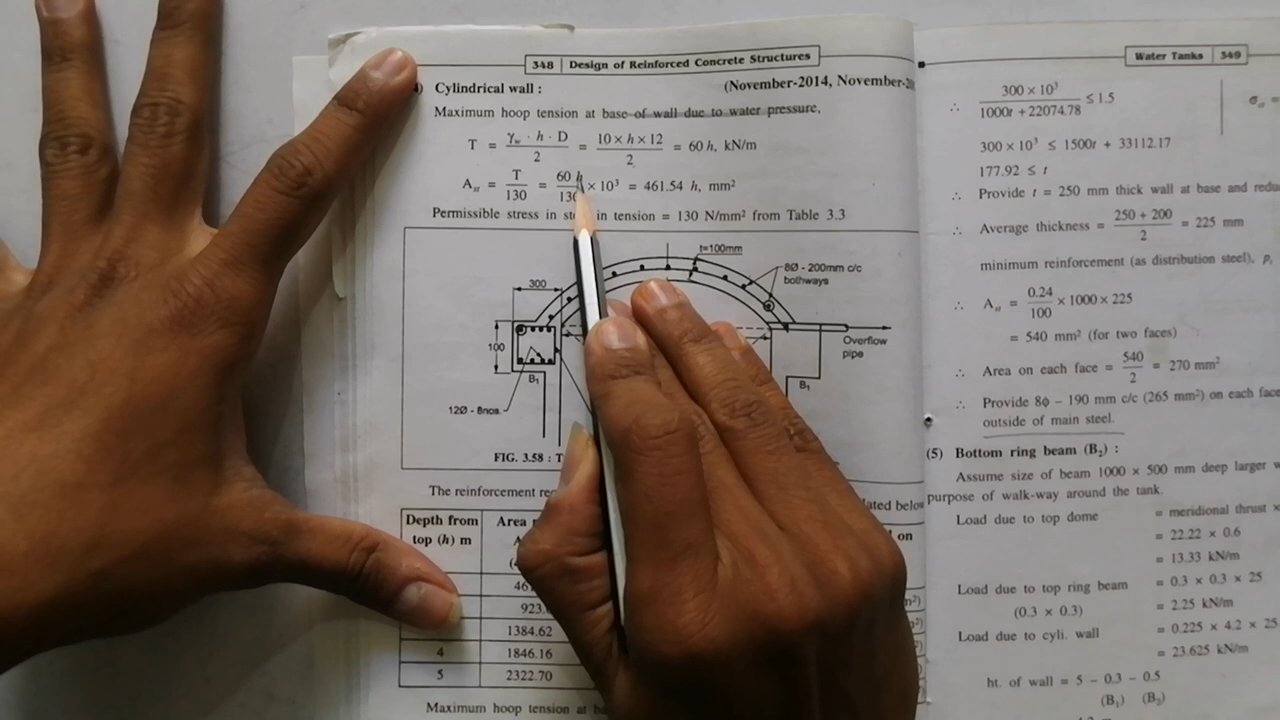 348 | Design of Reinforced Concrete Structures
) Cylindrical wall : (November-2014, November-
Maximum hoop tension at base of wall due to water pressure,
T = γw · h · D / 2 = 10 × h × 12 / 2 = 60 h, kN/m
Ast = T / 130 = 60 h / 130 × 10³ = 461.54 h, mm²
Permissible stress in in tension = 130 N/mm² from Table 3.3
t=100mm
8Ø - 200mm c/c
bothways
300
100
Overflow
pipe
B₁
B₁
12Ø - 8nos.
FIG. 3.58 : T
The reinforcement below
Depth from
top (h) m
Area
on
1384.62
4 1846.16
5 2322.70
Maximum hoop tension at
Water Tanks | 349
∴ 300 × 10³ / 1000t + 22074.78 ≤ 1.5
300 × 10³ ≤ 1500t + 33112.17
177.92 ≤ t
∴ Provide t = 250 mm thick wall at base and
∴ Average thickness = 250 + 200 / 2 = 225 mm
minimum reinforcement (as distribution steel), p,
∴ Ast = 0.24 / 100 × 1000 × 225
= 540 mm² (for two faces)
∴ Area on each face = 540 / 2 = 270 mm²
∴ Provide 8φ – 190 mm c/c (265 mm²) on each face
outside of main steel.
(5) Bottom ring beam (B₂) :
Assume size of beam 1000 × 500 mm deep larger
purpose of walk-way around the tank.
Load due to top dome = meridional thrust ×
= 22.22 × 0.6
= 13.33 kN/m
Load due to top ring beam = 0.3 × 0.3 × 25
(0.3 × 0.3) = 2.25 kN/m
Load due to cyli. wall = 0.225 × 4.2 × 25
= 23.625 kN/m
ht. of wall = 5 – 0.3 – 0.5
(B₁) (B₂)